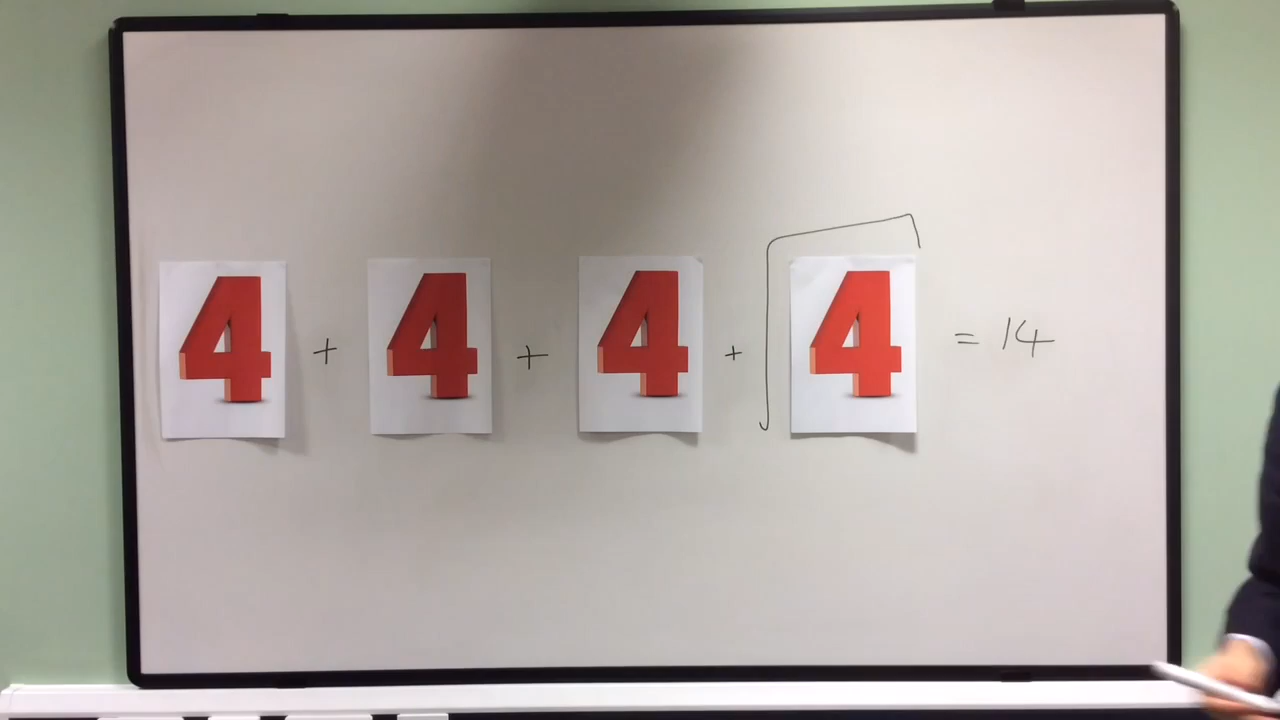 4 + 4 + 4 + √4 = 14